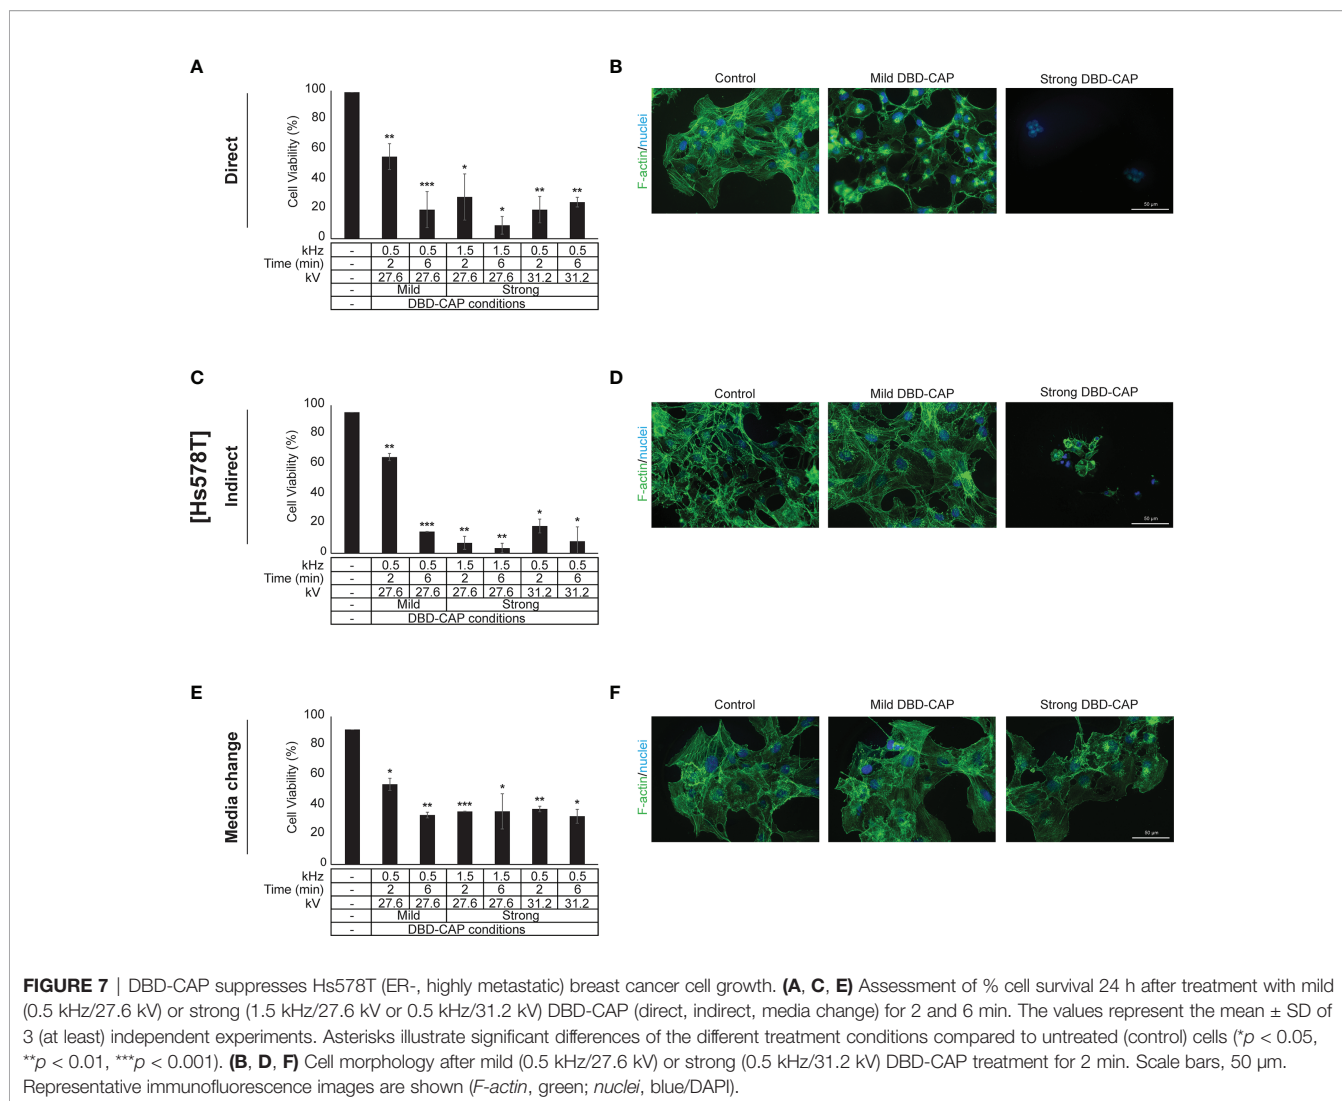 A
Direct
Cell Viability (%)
100
80
60
40
20
0
** *** * * ** **
kHz - 0.5 0.5 1.5 1.5 0.5 0.5
Time (min) - 2 6 2 6 2 6
kV - 27.6 27.6 27.6 27.6 31.2 31.2
- Mild Strong
- DBD-CAP conditions
B
Control Mild DBD-CAP Strong DBD-CAP
F-actin/nuclei
50 µm
[Hs578T]
C
Indirect
Cell Viability (%)
100
80
60
40
20
0
** *** ** ** * *
kHz - 0.5 0.5 1.5 1.5 0.5 0.5
Time (min) - 2 6 2 6 2 6
kV - 27.6 27.6 27.6 27.6 31.2 31.2
- Mild Strong
- DBD-CAP conditions
D
Control Mild DBD-CAP Strong DBD-CAP
F-actin/nuclei
50 µm
E
Media change
Cell Viability (%)
100
80
60
40
20
0
* ** *** * ** *
kHz - 0.5 0.5 1.5 1.5 0.5 0.5
Time (min) - 2 6 2 6 2 6
kV - 27.6 27.6 27.6 27.6 31.2 31.2
- Mild Strong
- DBD-CAP conditions
F
Control Mild DBD-CAP Strong DBD-CAP
F-actin/nuclei
50 µm
FIGURE 7 | DBD-CAP suppresses Hs578T (ER-, highly metastatic) breast cancer cell growth. (A, C, E) Assessment of % cell survival 24 h after treatment with mild
(0.5 kHz/27.6 kV) or strong (1.5 kHz/27.6 kV or 0.5 kHz/31.2 kV) DBD-CAP (direct, indirect, media change) for 2 and 6 min. The values represent the mean ± SD of
3 (at least) independent experiments. Asterisks illustrate significant differences of the different treatment conditions compared to untreated (control) cells (*p < 0.05,
**p < 0.01, ***p < 0.001). (B, D, F) Cell morphology after mild (0.5 kHz/27.6 kV) or strong (0.5 kHz/31.2 kV) DBD-CAP treatment for 2 min. Scale bars, 50 µm.
Representative immunofluorescence images are shown (F-actin, green; nuclei, blue/DAPI).